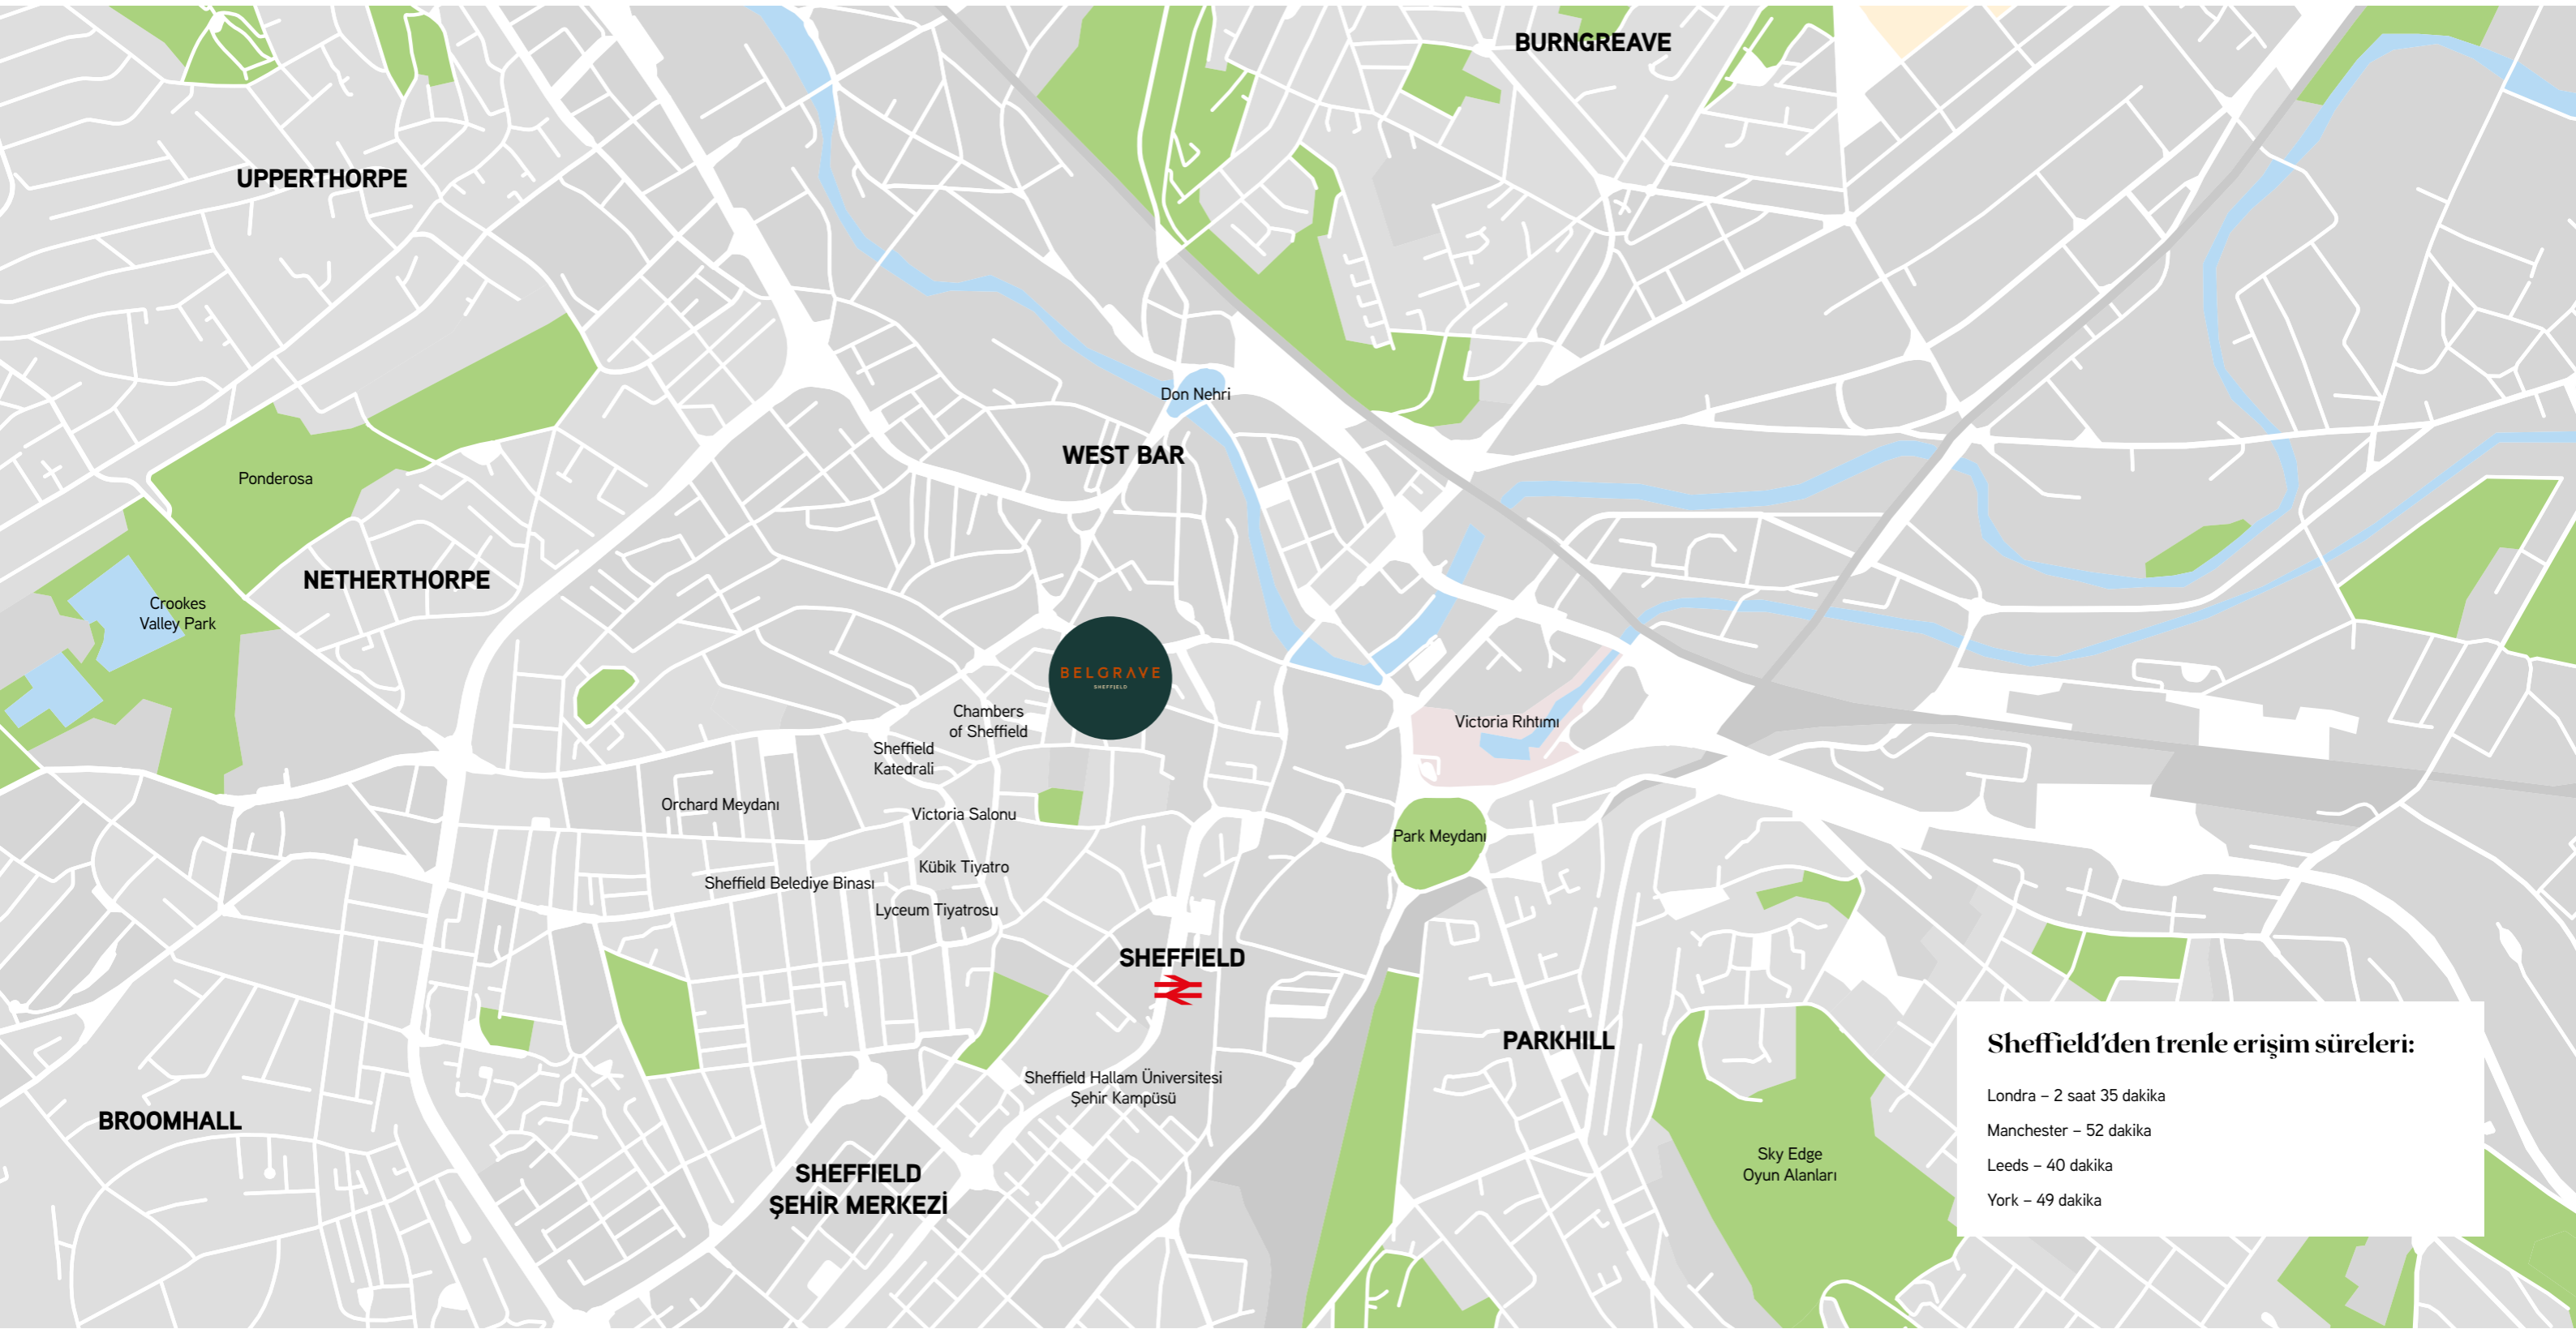 BURNGREAVE
UPPERTHORPE
Don Nehri
WEST BAR
Ponderosa
NETHERTHORPE
Crookes
Valley Park
BELGRAVE
SHEFFIELD
Chambers
of Sheffield
Victoria Rıhtımı
Sheffield
Katedrali
Orchard Meydanı
Victoria Salonu
Park Meydanı
Kübik Tiyatro
Sheffield Belediye Binası
Lyceum Tiyatrosu
SHEFFIELD
PARKHILL
Sheffield Hallam Üniversitesi
Şehir Kampüsü
BROOMHALL
SHEFFIELD
ŞEHİR MERKEZİ
Sky Edge
Oyun Alanları
Sheffield'den trenle erişim süreleri:
Londra – 2 saat 35 dakika
Manchester – 52 dakika
Leeds – 40 dakika
York – 49 dakika